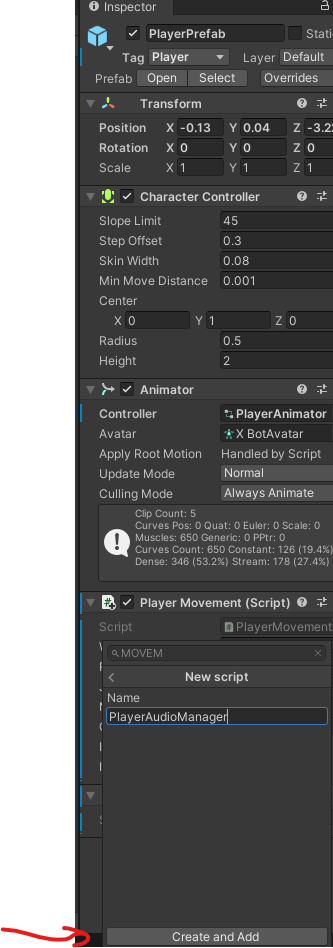 Inspector
PlayerPrefab
Stati
Tag Player Layer Default
Prefab Open Select Overrides
Transform
Position X -0.13 Y 0.04 Z -3.22
Rotation X 0 Y 0 Z 0
Scale X 1 Y 1 Z 1
Character Controller
Slope Limit 45
Step Offset 0.3
Skin Width 0.08
Min Move Distance 0.001
Center
X 0 Y 1 Z 0
Radius 0.5
Height 2
Animator
Controller PlayerAnimator
Avatar X BotAvatar
Apply Root Motion Handled by Script
Update Mode Normal
Culling Mode Always Animate
Clip Count: 5
Curves Pos: 0 Quat: 0 Euler: 0 Scale: 0
Muscles: 650 Generic: 0 PPtr: 0
Curves Count: 650 Constant: 126 (19.4%)
Dense: 346 (53.2%) Stream: 178 (27.4%)
Player Movement (Script)
Script PlayerMovement
MOVEM
New script
Name
PlayerAudioManager
Create and Add